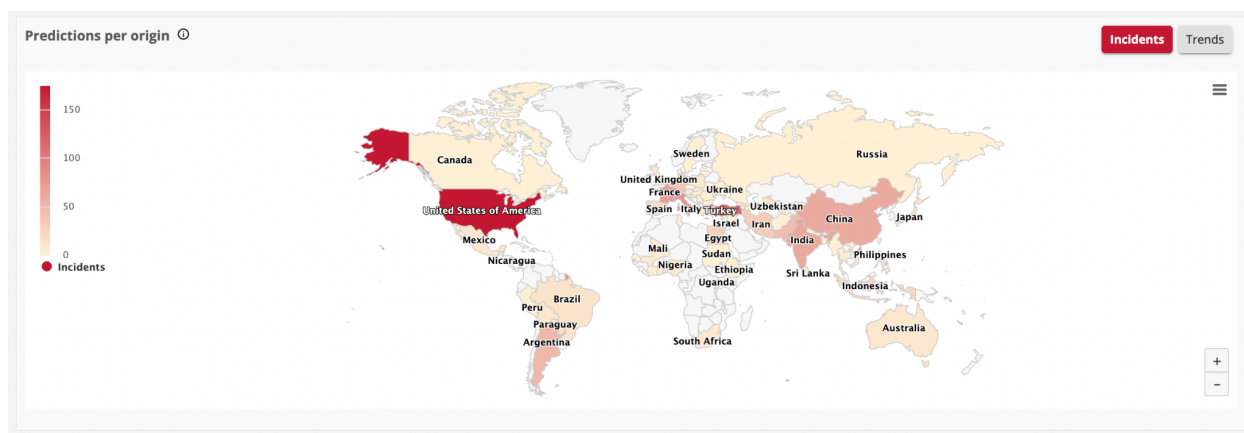 Predictions per origin
Incidents
Trends
150
100
50
0
Incidents
Canada
Russia
Sweden
United Kingdom
France
Ukraine
United States of America
Spain
Italy
Turkey
Uzbekistan
China
Japan
Israel
Iran
Mexico
Egypt
India
Nicaragua
Mali
Sudan
Philippines
Nigeria
Ethiopia
Sri Lanka
Uganda
Indonesia
Brazil
Peru
Paraguay
Australia
Argentina
South Africa
+
−